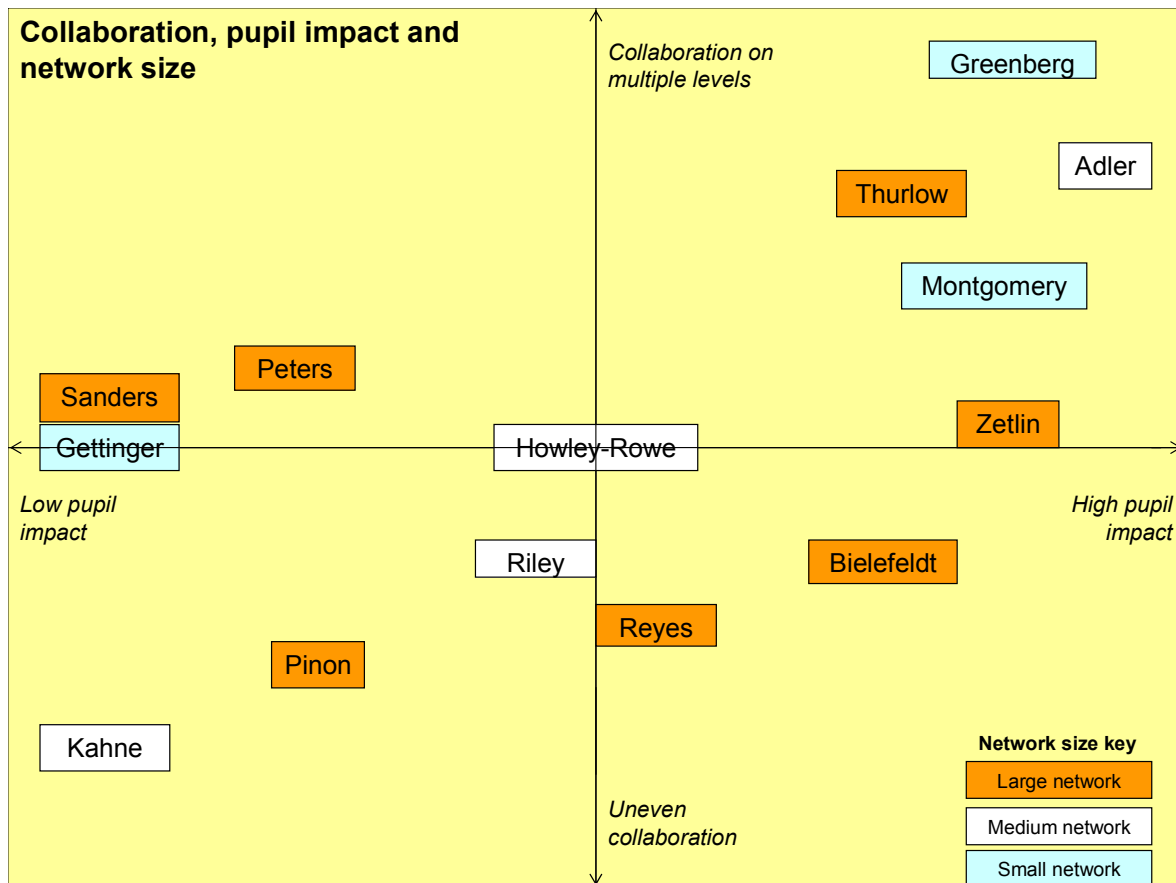 Collaboration, pupil impact and
network size
Collaboration on
multiple levels
Greenberg
Adler
Thurlow
Montgomery
Peters
Sanders
Zetlin
Gettinger
Howley-Rowe
Low pupil
impact
High pupil
impact
Riley
Bielefeldt
Reyes
Pinon
Kahne
Uneven
collaboration
Network size key
Large network
Medium network
Small network